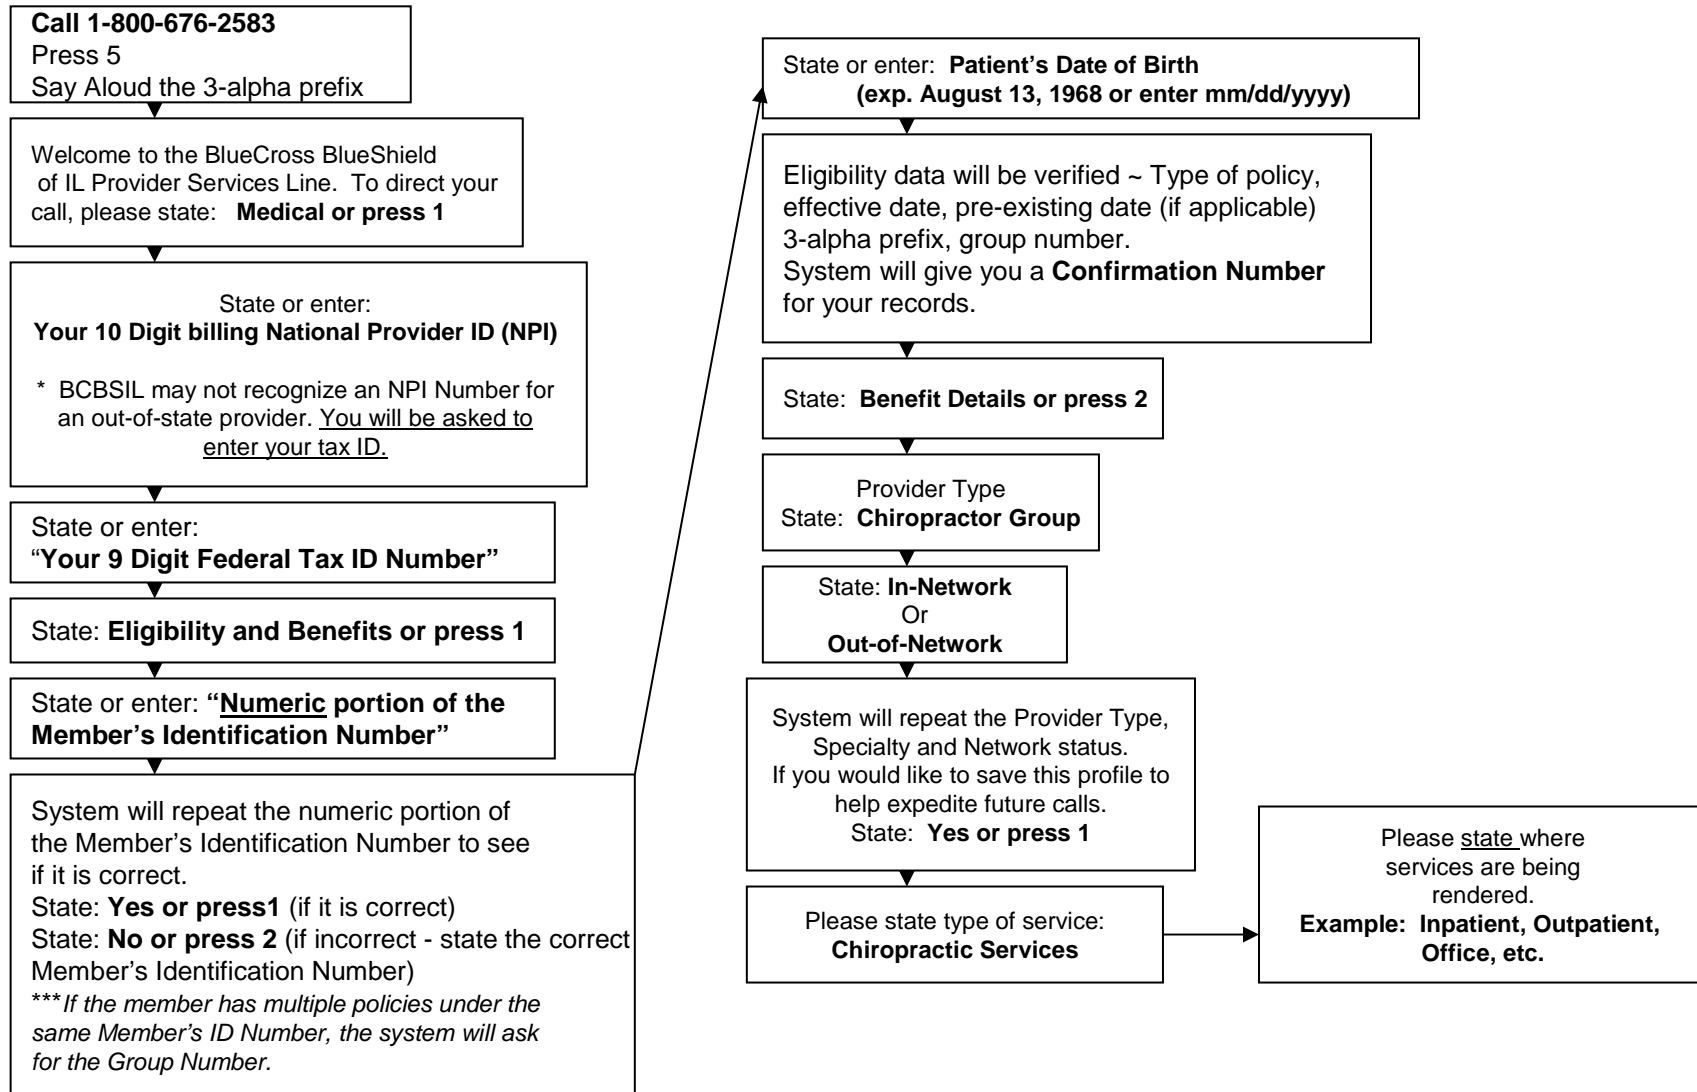 Call 1-800-676-2583
Press 5
Say Aloud the 3-alpha prefix
Welcome to the BlueCross BlueShield
of IL Provider Services Line. To direct your
call, please state: Medical or press 1
State or enter:
Your 10 Digit billing National Provider ID (NPI)
* BCBSIL may not recognize an NPI Number for
an out-of-state provider. You will be asked to
enter your tax ID.
State or enter:
“Your 9 Digit Federal Tax ID Number”
State: Eligibility and Benefits or press 1
State or enter: “Numeric portion of the
Member’s Identification Number”
System will repeat the numeric portion of
the Member’s Identification Number to see
if it is correct.
State: Yes or press1 (if it is correct)
State: No or press 2 (if incorrect - state the correct
Member’s Identification Number)
***If the member has multiple policies under the
same Member’s ID Number, the system will ask
for the Group Number.
State or enter: Patient’s Date of Birth
(exp. August 13, 1968 or enter mm/dd/yyyy)
Eligibility data will be verified ~ Type of policy,
effective date, pre-existing date (if applicable)
3-alpha prefix, group number.
System will give you a Confirmation Number
for your records.
State: Benefit Details or press 2
Provider Type
State: Chiropractor Group
State: In-Network
Or
Out-of-Network
System will repeat the Provider Type,
Specialty and Network status.
If you would like to save this profile to
help expedite future calls.
State: Yes or press 1
Please state type of service:
Chiropractic Services
Please state where
services are being
rendered.
Example: Inpatient, Outpatient,
Office, etc.